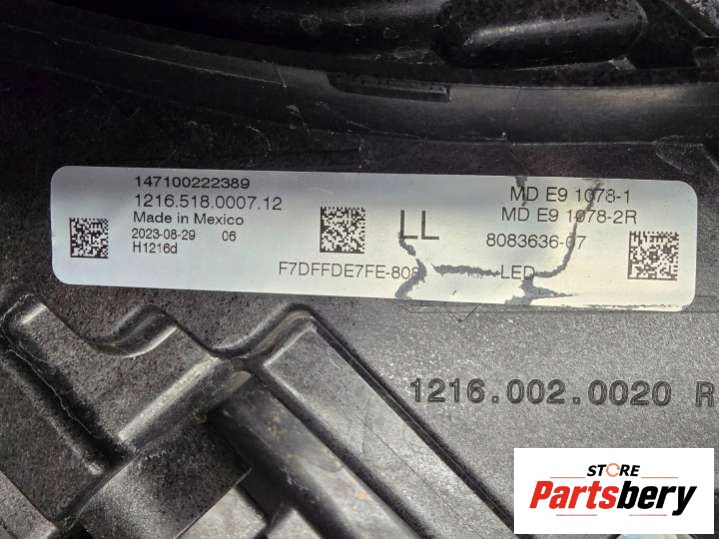 147100222389
1216.518.0007.12
Made in Mexico
2023-08-29 06
H1216d
LL
MD E9 1078-1
MD E9 1078-2R
8083636-07
F7DFFDE7FE-808
LED
1216.002.0020 R
STORE
Partsbery